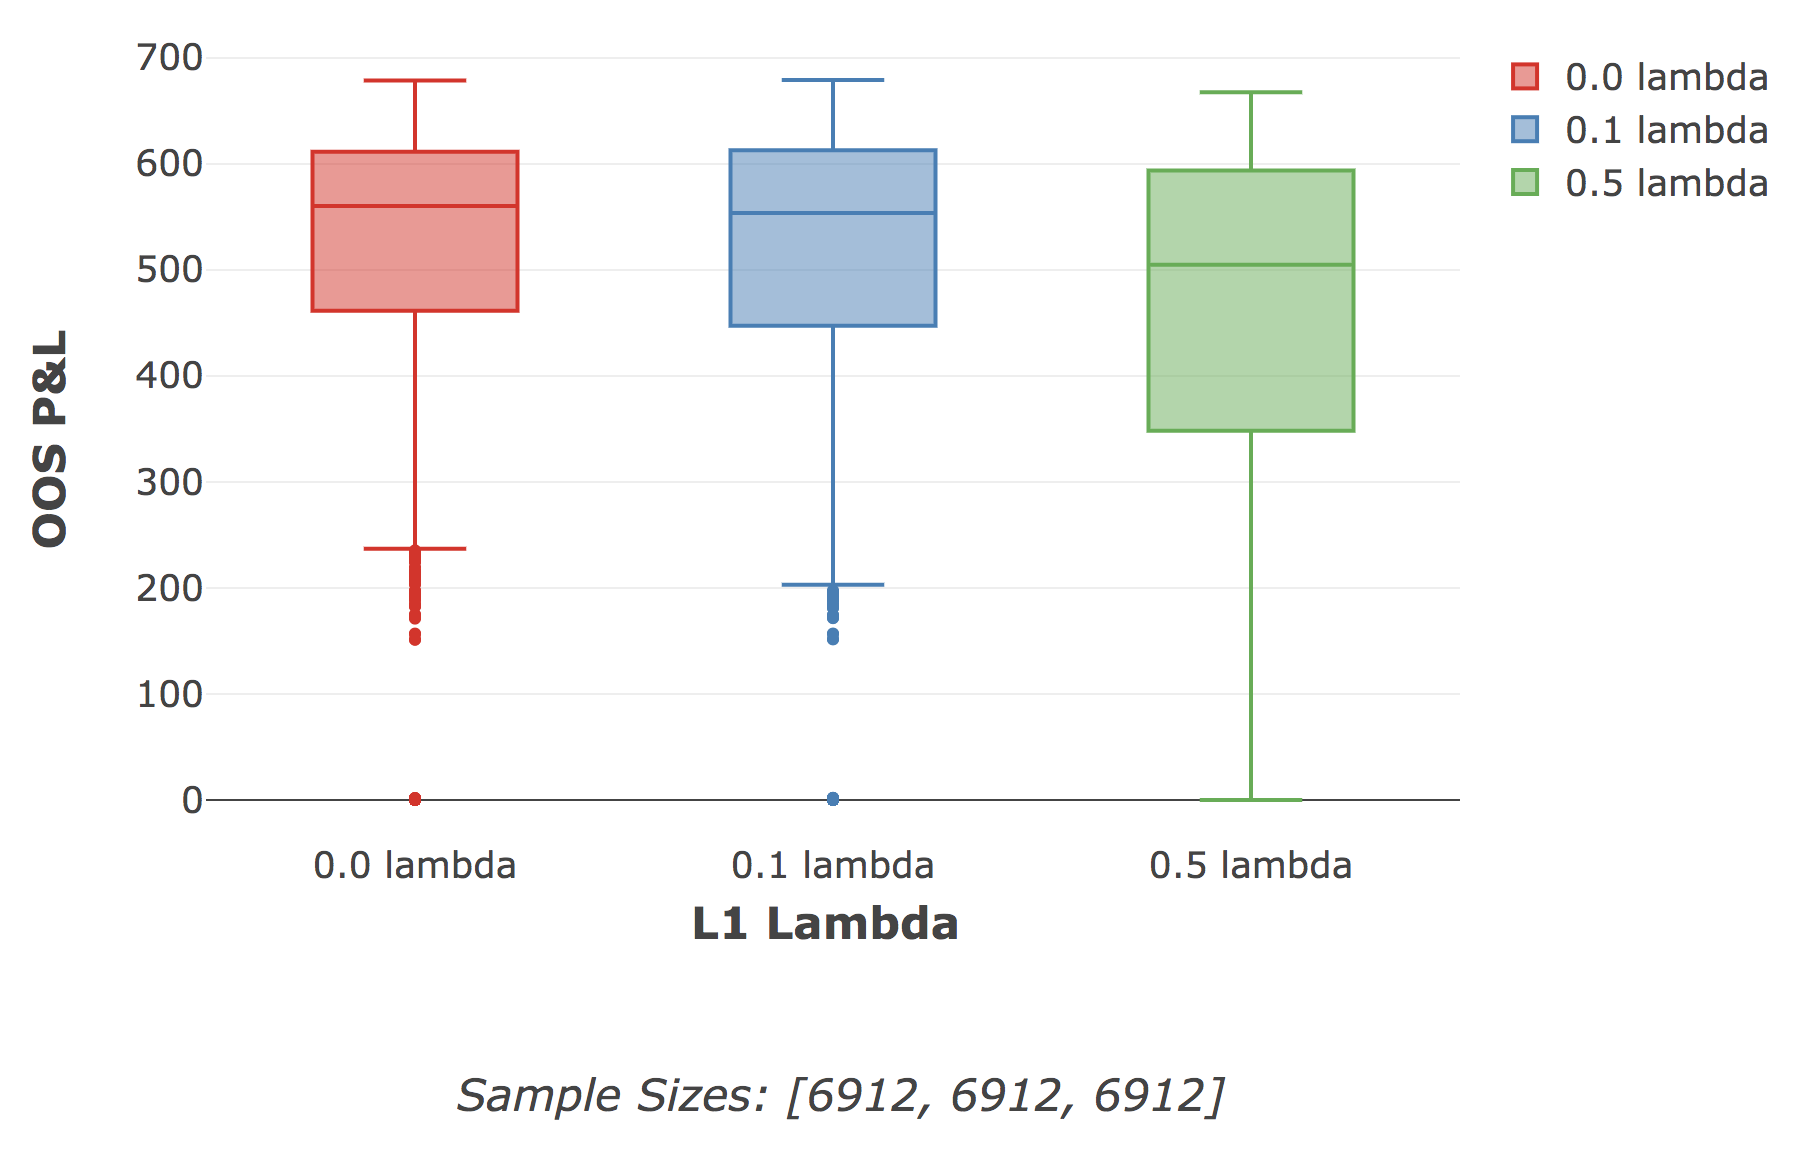 700
600
500
400
300
200
100
0
OOS P&L
0.0 lambda
0.1 lambda
0.5 lambda
0.0 lambda 0.1 lambda 0.5 lambda
L1 Lambda
Sample Sizes: [6912, 6912, 6912]